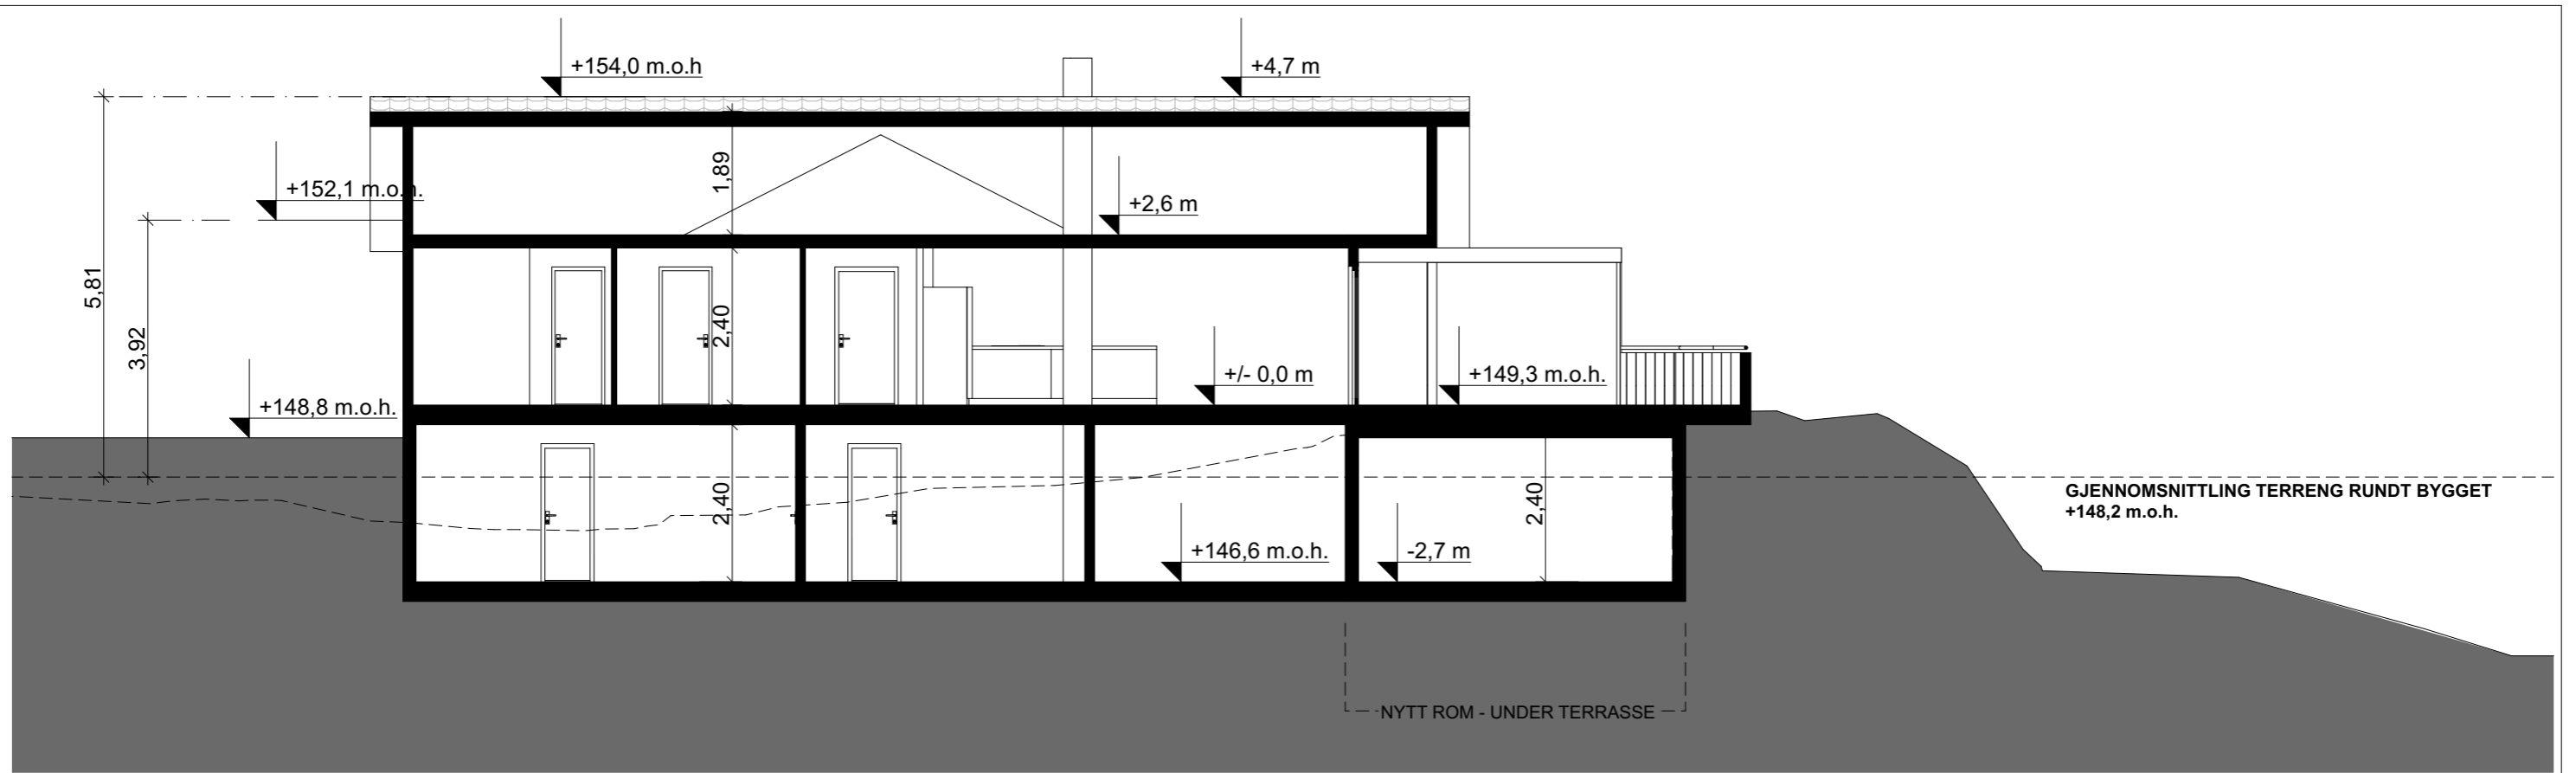 +154,0 m.o.h
+4,7 m
1,89
+152,1 m.o.h.
+2,6 m
5,81
3,92
2,40
+/- 0,0 m
+149,3 m.o.h.
+148,8 m.o.h.
2,40
2,40
GJENNOMSNITTLING TERRENG RUNDT BYGGET
+148,2 m.o.h.
+146,6 m.o.h.
-2,7 m
NYTT ROM - UNDER TERRASSE